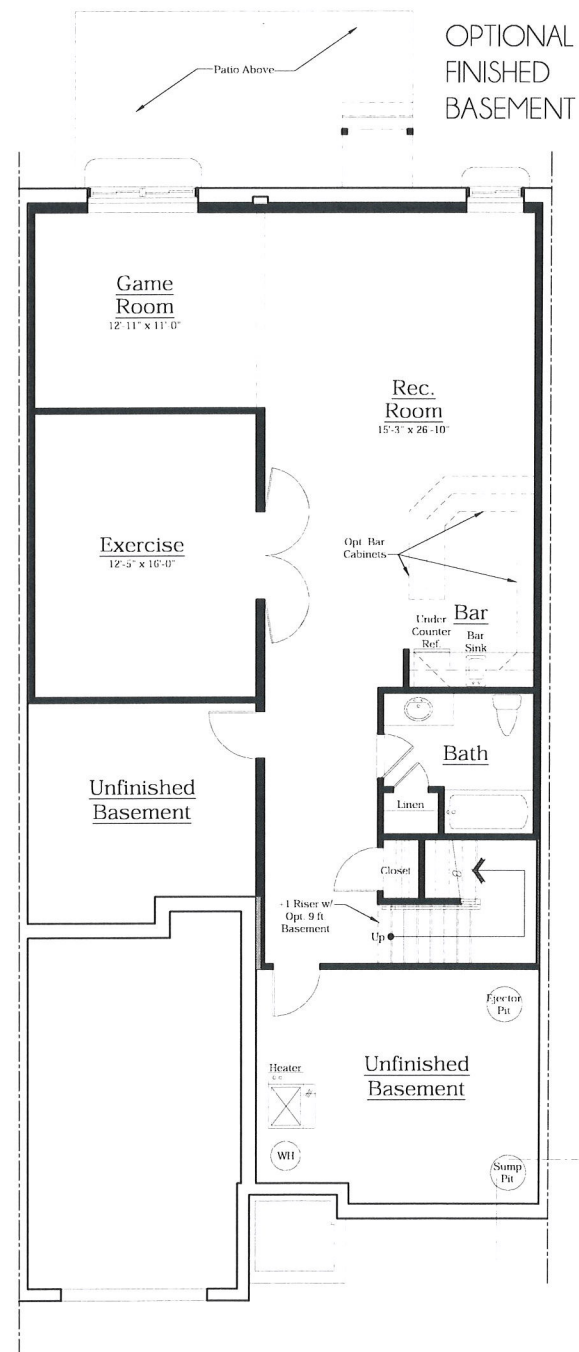 OPTIONAL
FINISHED
BASEMENT
Patio Above
Game
Room
12'-11" x 11'-0"
Rec.
Room
15'-3" x 26'-10"
Exercise
12'-5" x 16'-0"
Opt. Bar
Cabinets
Under
Counter
Ref.
Bar
Bar
Sink
Bath
Unfinished
Basement
Linen
Closet
- 1 Riser w/
Opt. 9 ft
Basement
Up
Ejector
Pit
Heater
Unfinished
Basement
WH
Sump
Pit